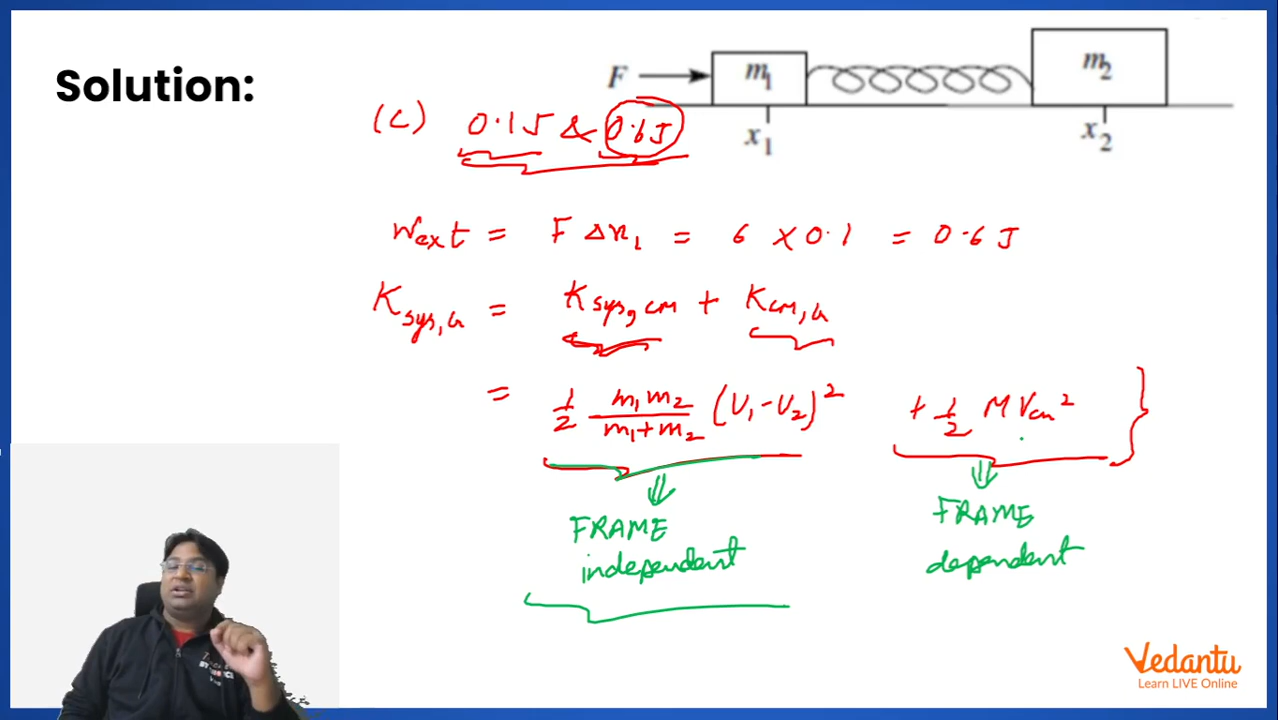 Solution:
F
m₁
m₂
x₁
x₂
(C) 0.1J & 0.6J
Wext = F Δx₁ = 6 × 0.1 = 0.6 J
Ksys,G = Ksys,cm + Kcm,G
= 1/2 m₁m₂/m₁+m₂ (v₁-v₂)² + 1/2 M Vcm²
⇓ ⇓
FRAME
independent
FRAME
dependent
Vedantu
Learn LIVE Online